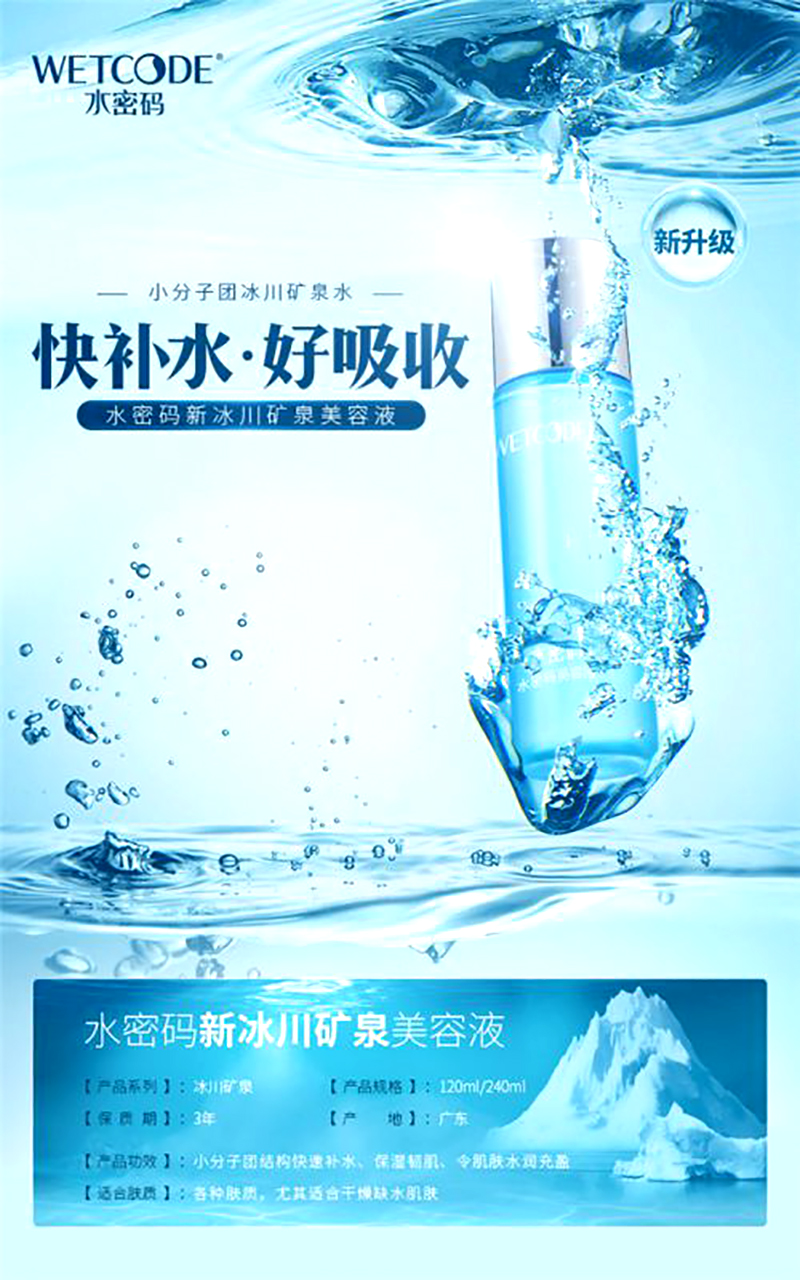 WETCODE®
水密码
新升级
小分子团冰川矿泉水
快补水·好吸收
水密码新冰川矿泉美容液
WETCODE
水密码新冰川矿泉美容液
【产品系列】：冰川矿泉 【产品规格】：120ml/240ml
【保质期】：3年 【产地】：广东
【产品功效】：小分子团结构快速补水、保湿韧肌、令肌肤水润充盈
【适合肤质】：各种肤质，尤其适合干燥缺水肌肤